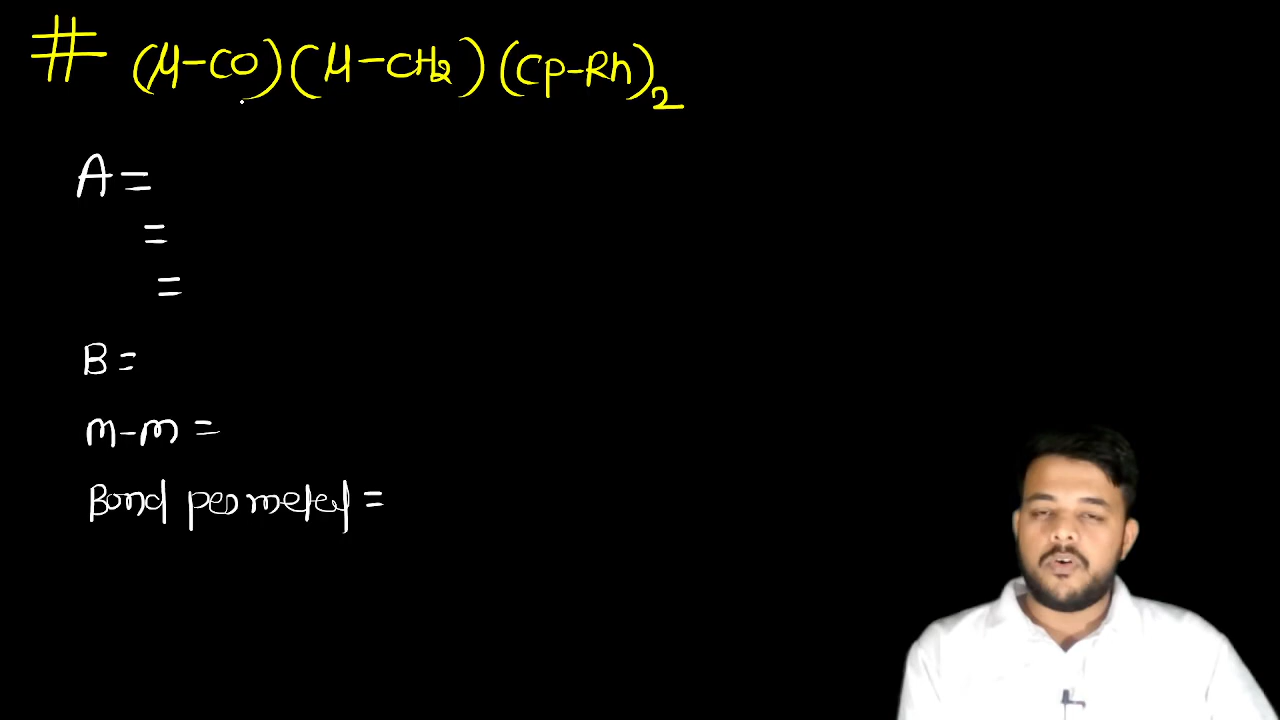 # (μ-CO)(μ-CH2)(Cp-Rh)2
A=
=
=
B=
m-m =
Bond per metal =